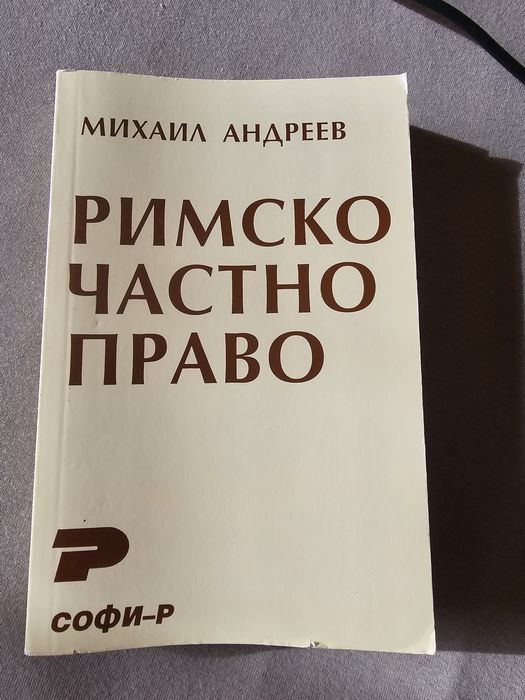 МИХАИЛ АНДРЕЕВ
РИМСКО
ЧАСТНО
ПРАВО
СОФИ-Р